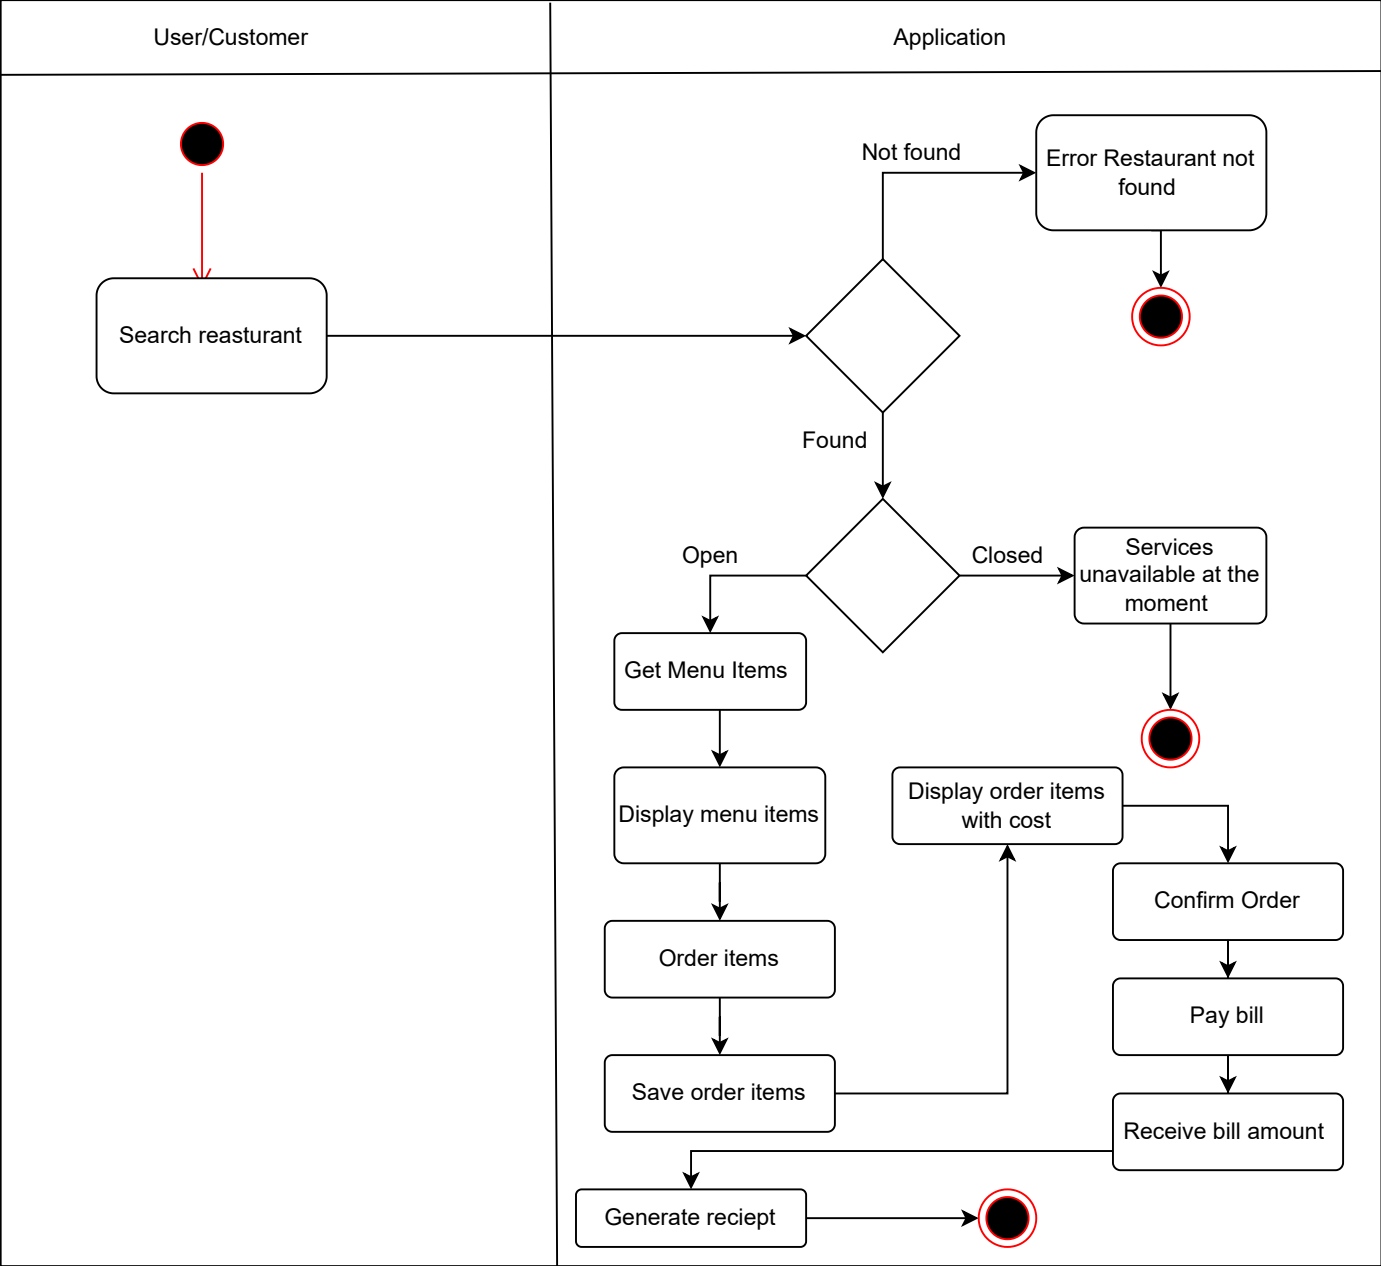 User/Customer
Application
Not found
Error Restaurant not
found
Search reasturant
Found
Open
Closed
Services
unavailable at the
moment
Get Menu Items
Display menu items
Display order items
with cost
Confirm Order
Order items
Pay bill
Save order items
Receive bill amount
Generate reciept